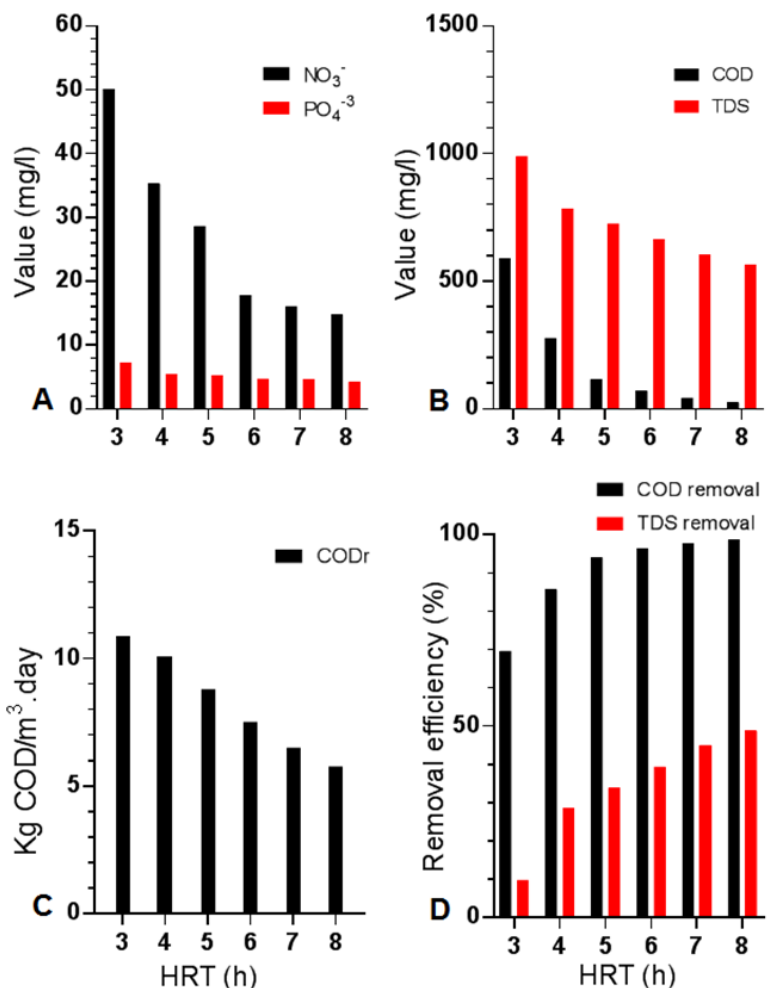 60
50
40
30
20
10
0
Value (mg/l)
NO₃⁻
PO₄⁻³
A
3 4 5 6 7 8
1500
1000
500
0
Value (mg/l)
COD
TDS
B
3 4 5 6 7 8
15
10
5
0
Kg COD/m³.day
CODr
C
3 4 5 6 7 8
HRT (h)
COD removal
TDS removal
100
50
0
Removal efficiency (%)
D
3 4 5 6 7 8
HRT (h)